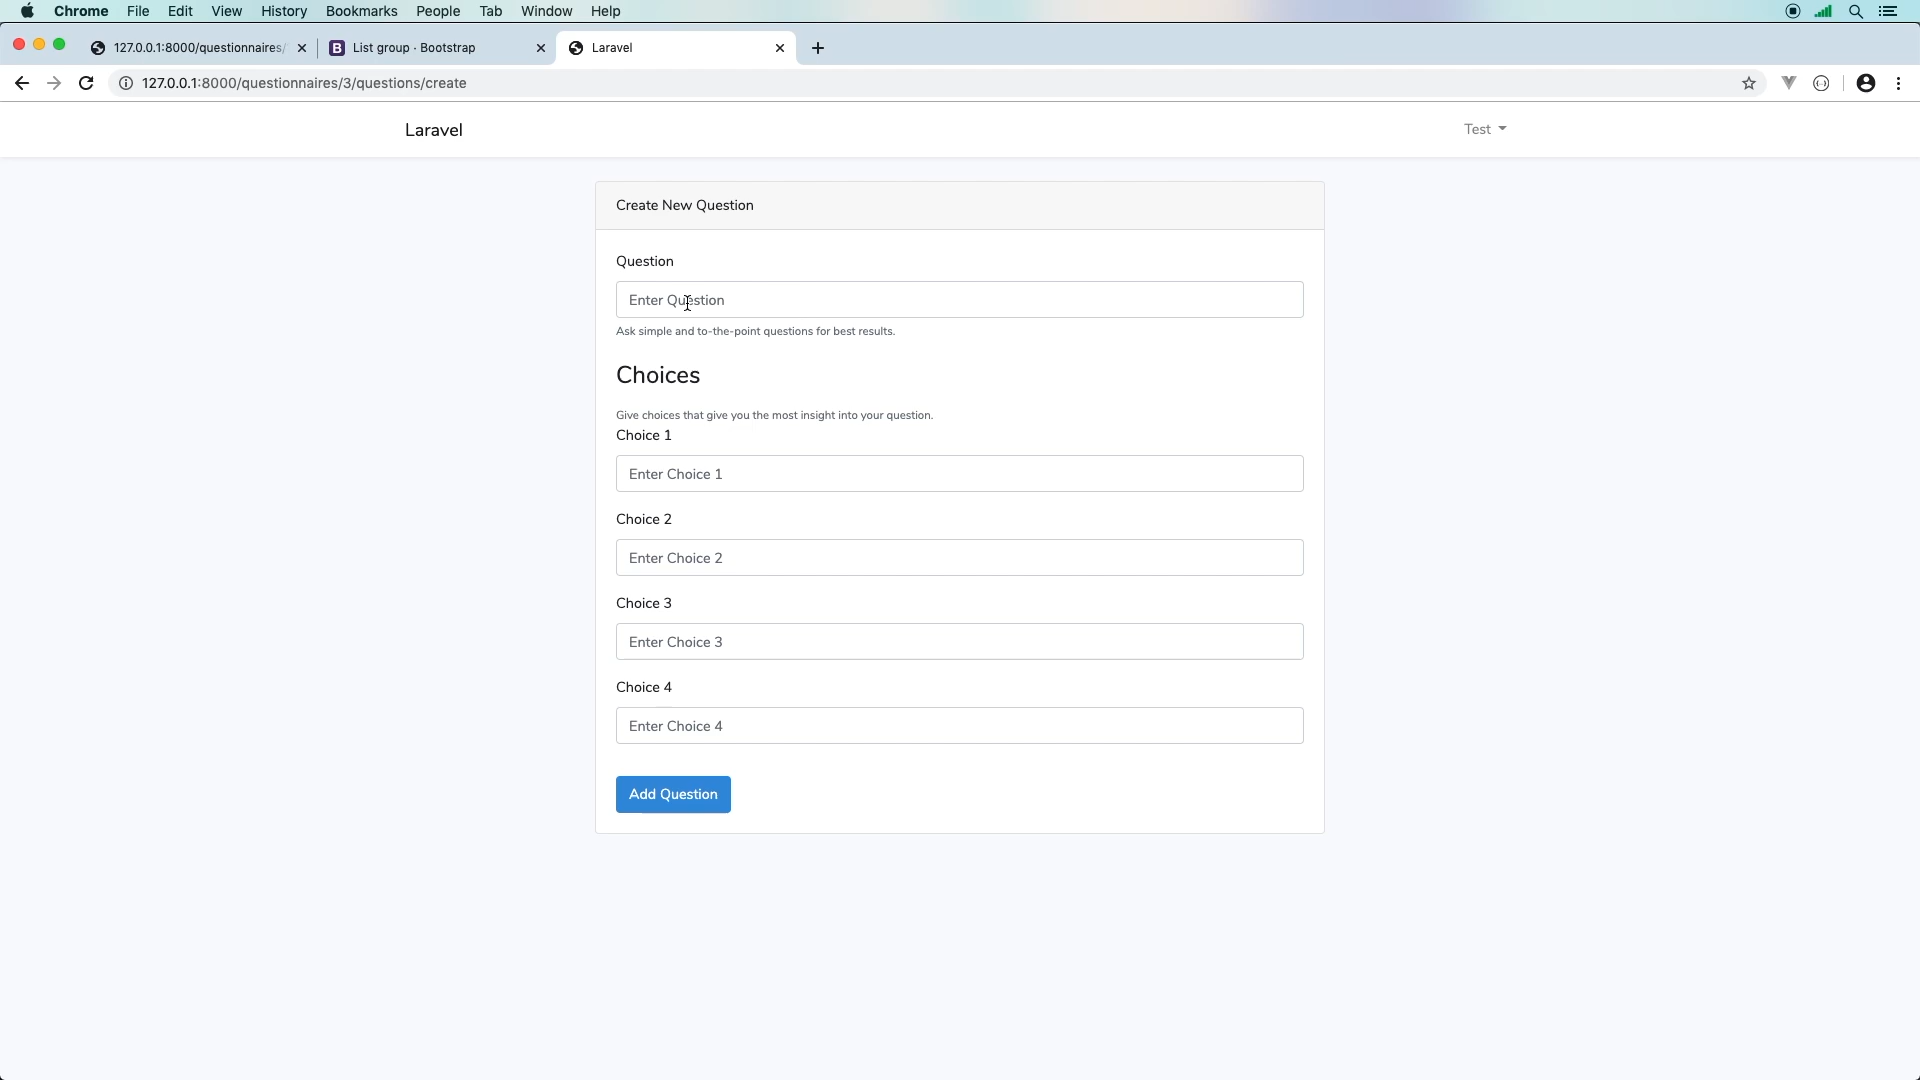 Chrome File Edit View History Bookmarks People Tab Window Help
127.0.0.1:8000/questionnaires/
List group · Bootstrap
Laravel
127.0.0.1:8000/questionnaires/3/questions/create
Laravel
Test
Create New Question
Question
Enter Question
Ask simple and to-the-point questions for best results.
Choices
Give choices that give you the most insight into your question.
Choice 1
Enter Choice 1
Choice 2
Enter Choice 2
Choice 3
Enter Choice 3
Choice 4
Enter Choice 4
Add Question